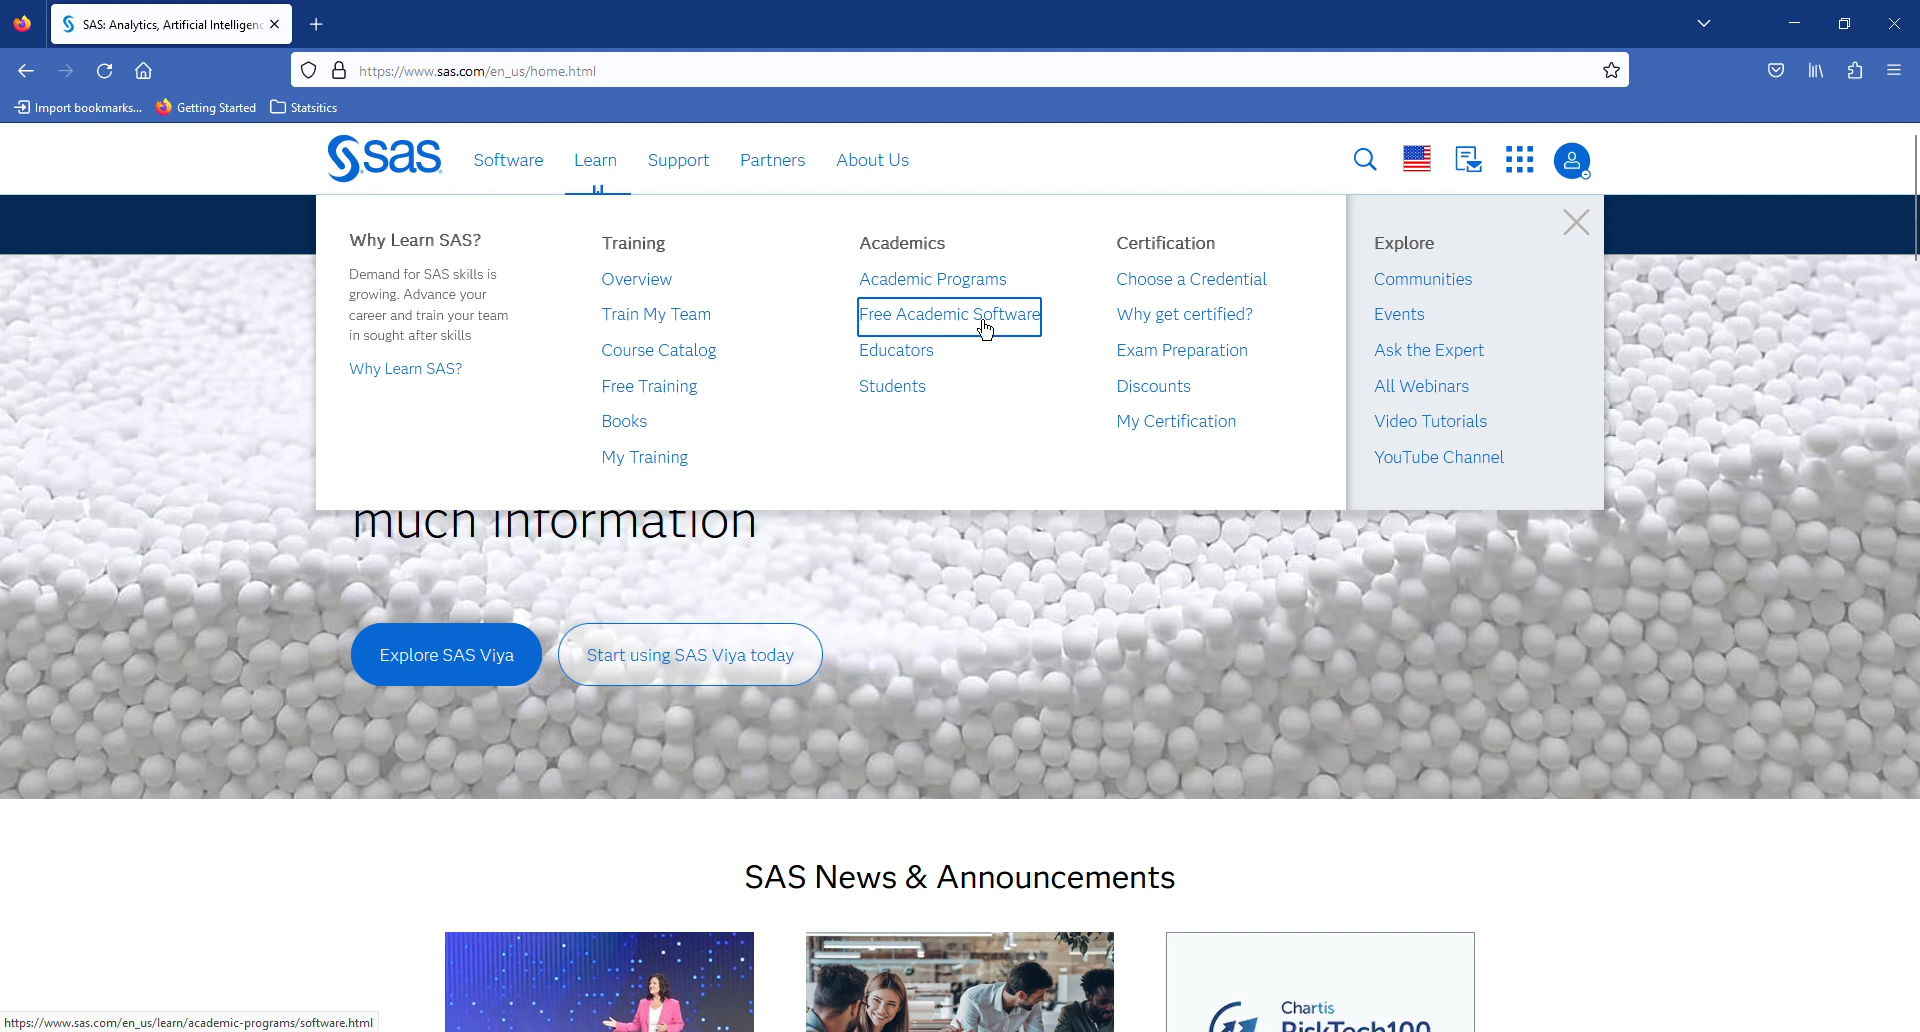 SAS: Analytics, Artificial Intelligenc
https://www.sas.com/en_us/home.html
Import bookmarks...
Getting Started
Statsitics
sas
Software
Learn
Support
Partners
About Us
Why Learn SAS?
Demand for SAS skills is
growing. Advance your
career and train your team
in sought after skills
Why Learn SAS?
Training
Overview
Train My Team
Course Catalog
Free Training
Books
My Training
Academics
Academic Programs
Free Academic Software
Educators
Students
Certification
Choose a Credential
Why get certified?
Exam Preparation
Discounts
My Certification
Explore
Communities
Events
Ask the Expert
All Webinars
Video Tutorials
YouTube Channel
much information
Explore SAS Viya
Start using SAS Viya today
SAS News & Announcements
Chartis
RiskTech100
https://www.sas.com/en_us/learn/academic-programs/software.html